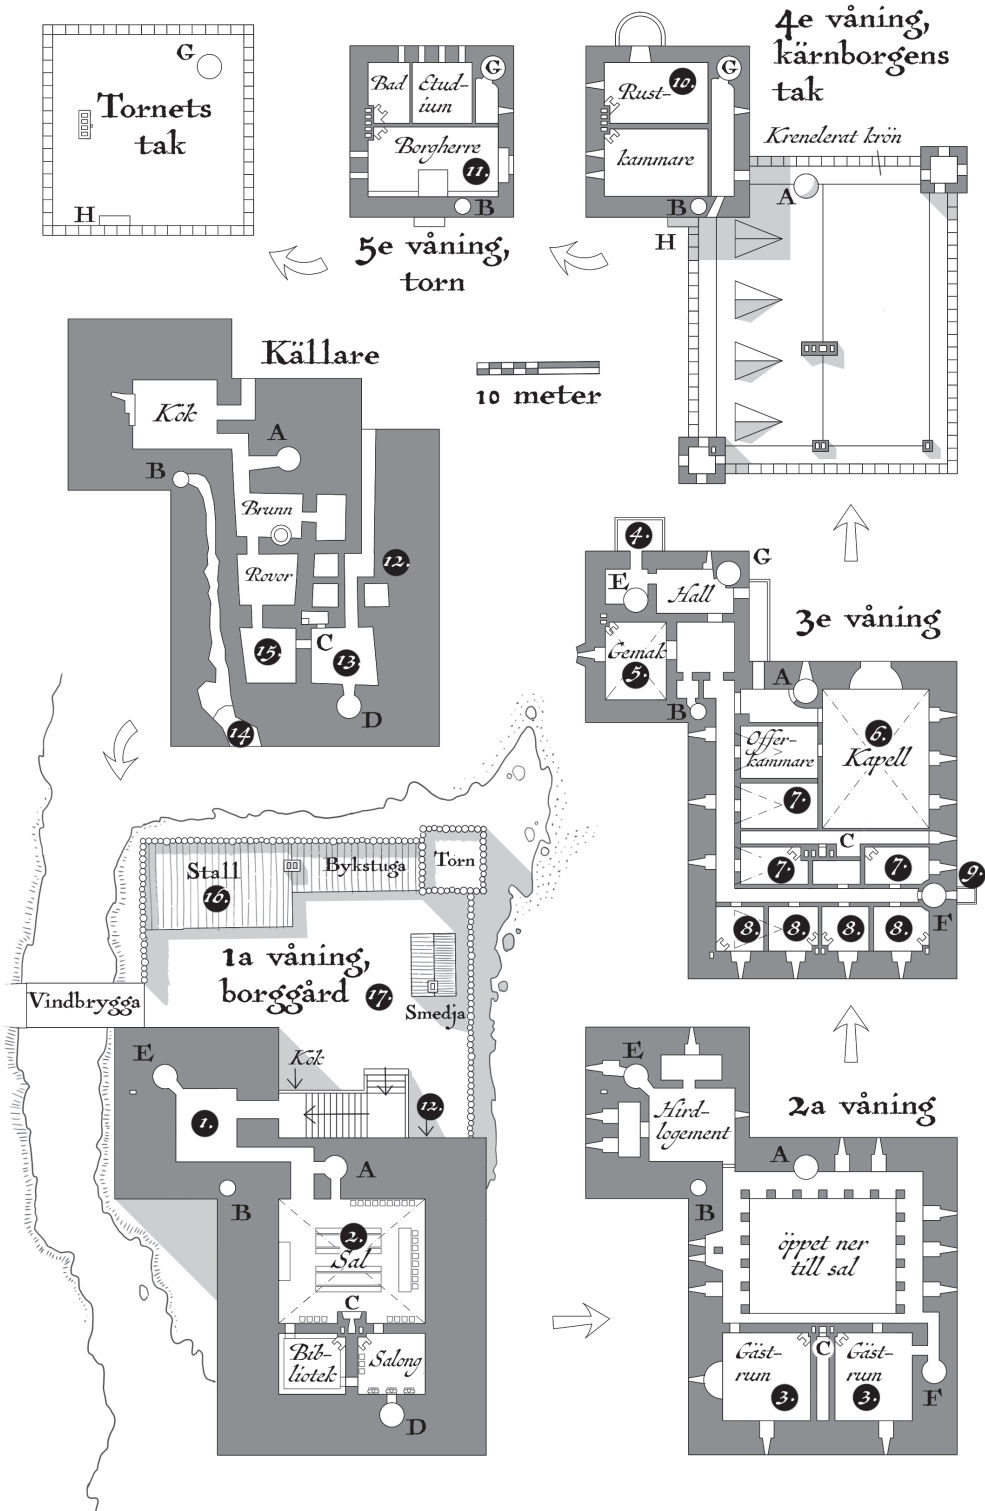 G
Tornets
tak
H
Bad
Etud-
ium
G
Borgherre
11.
B
5e våning,
torn
4e våning,
kärnborgens
tak
10.
G
Rust-
kammare
Krenelerat krön
A
B
H
Källare
Kök
A
B
Brunn
Rovor
12.
C
15.
13.
D
14
10 meter
4.
G
E
Hall
3e våning
Gemak
5.
A
B
6.
Kapell
Offer-
kammare
7.
C
7.
7.
9.
F
8.
8.
8.
8.
Stall
16.
Bykstuga
Torn
1a våning,
borggård 17.
Smedja
Vindbrygga
E
Kök
1.
12.
A
B
2.
Sal
C
Bib-
liotek
Salong
D
2a våning
E
Hird-
logement
A
B
öppet ner
till sal
C
Gäst-
rum
3.
Gäst-
rum
3.
F